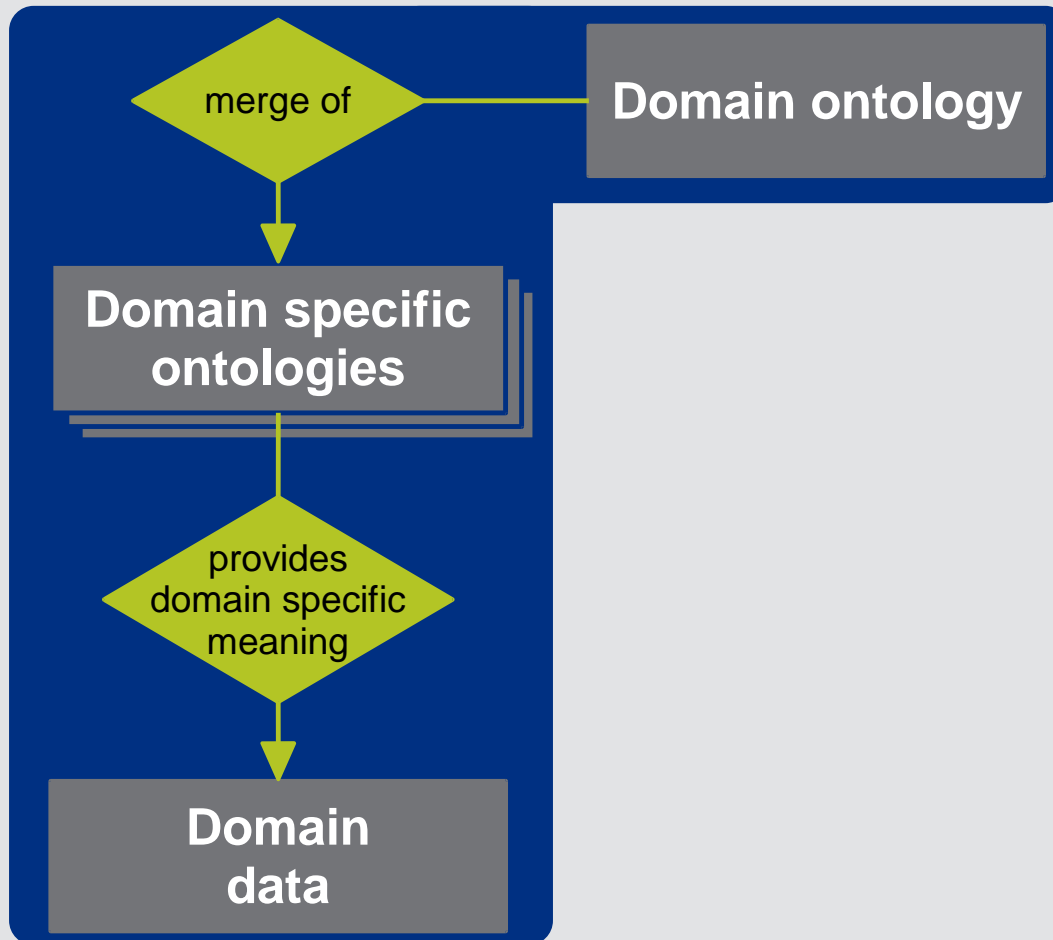 merge of
Domain ontology
Domain specific
ontologies
provides
domain specific
meaning
Domain
data